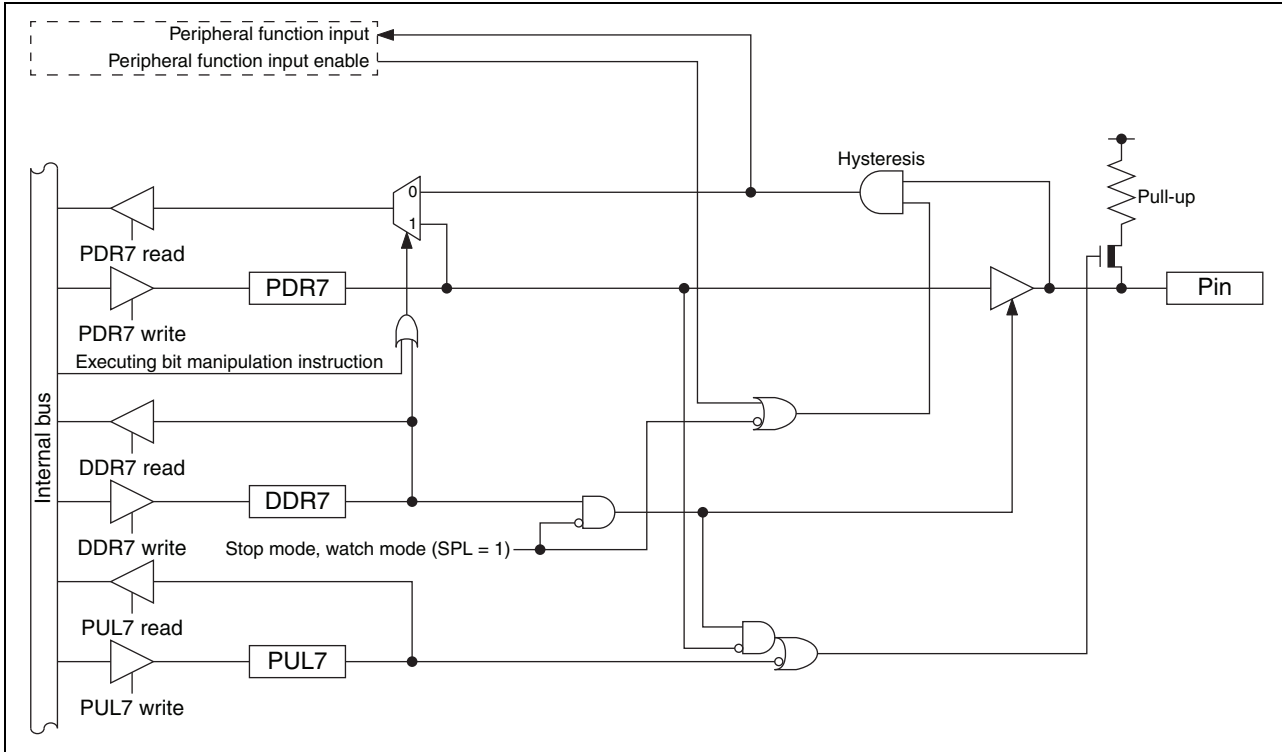 Peripheral function input
Peripheral function input enable
Hysteresis
0
Pull-up
1
PDR7 read
PDR7
Pin
PDR7 write
Executing bit manipulation instruction
Internal bus
DDR7 read
DDR7
DDR7 write
Stop mode, watch mode (SPL = 1)
PUL7 read
PUL7
PUL7 write